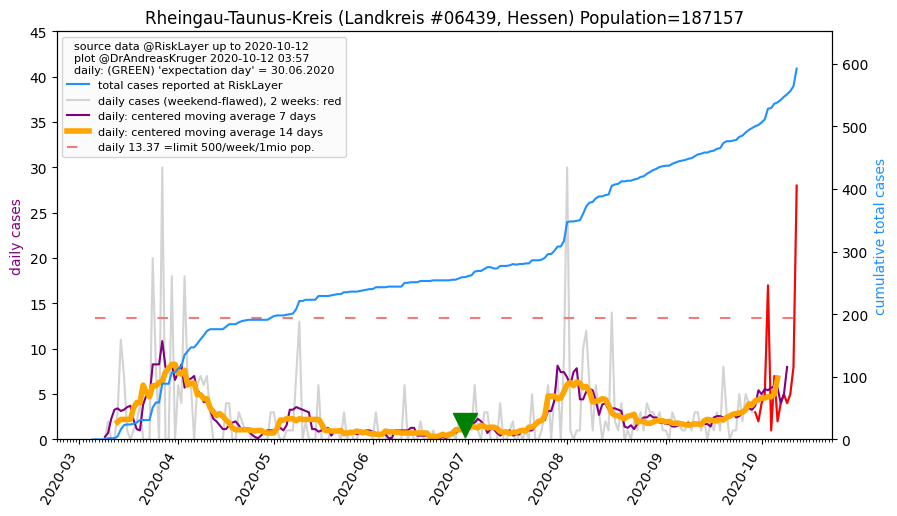 Rheingau-Taunus-Kreis (Landkreis #06439, Hessen) Population=187157
source data @RiskLayer up to 2020-10-12
plot @DrAndreasKruger 2020-10-12 03:57
daily: (GREEN) 'expectation day' = 30.06.2020
total cases reported at RiskLayer
daily cases (weekend-flawed), 2 weeks: red
daily: centered moving average 7 days
daily: centered moving average 14 days
daily 13.37 =limit 500/week/1mio pop.
daily cases
45
40
35
30
25
20
15
10
5
0
cumulative total cases
600
500
400
300
200
100
0
2020-03
2020-04
2020-05
2020-06
2020-07
2020-08
2020-09
2020-10